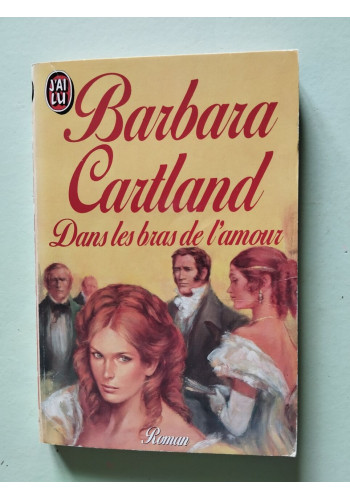 J'AI
LU
Barbara
Cartland
Dans les bras de l'amour
Roman